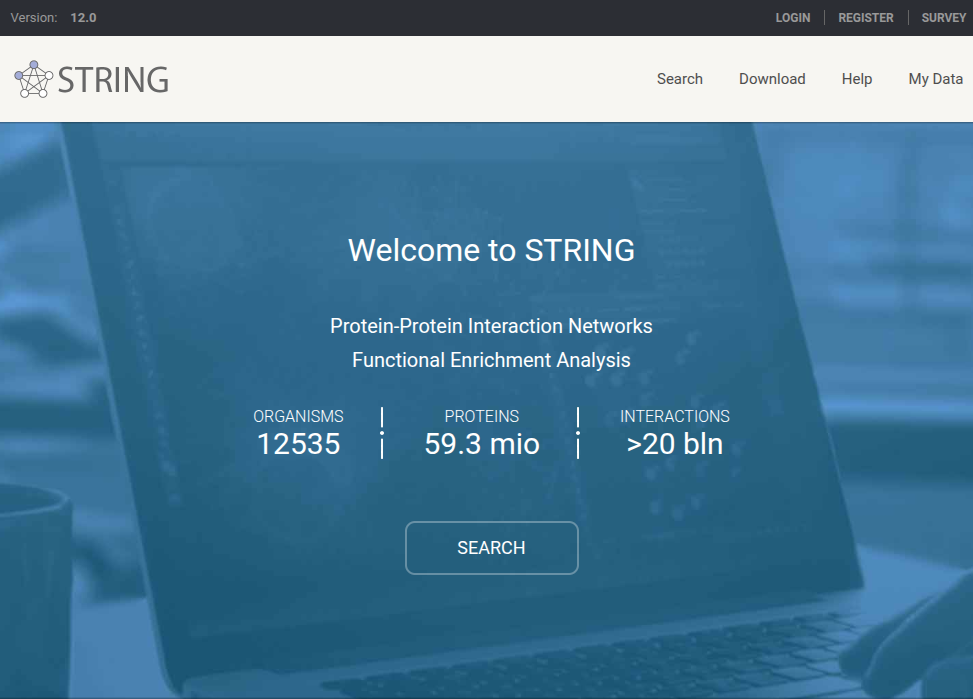 Version: 12.0
LOGIN | REGISTER | SURVEY
STRING
Search Download Help My Data
Welcome to STRING
Protein-Protein Interaction Networks
Functional Enrichment Analysis
ORGANISMS PROTEINS INTERACTIONS
12535 59.3 mio >20 bln
SEARCH